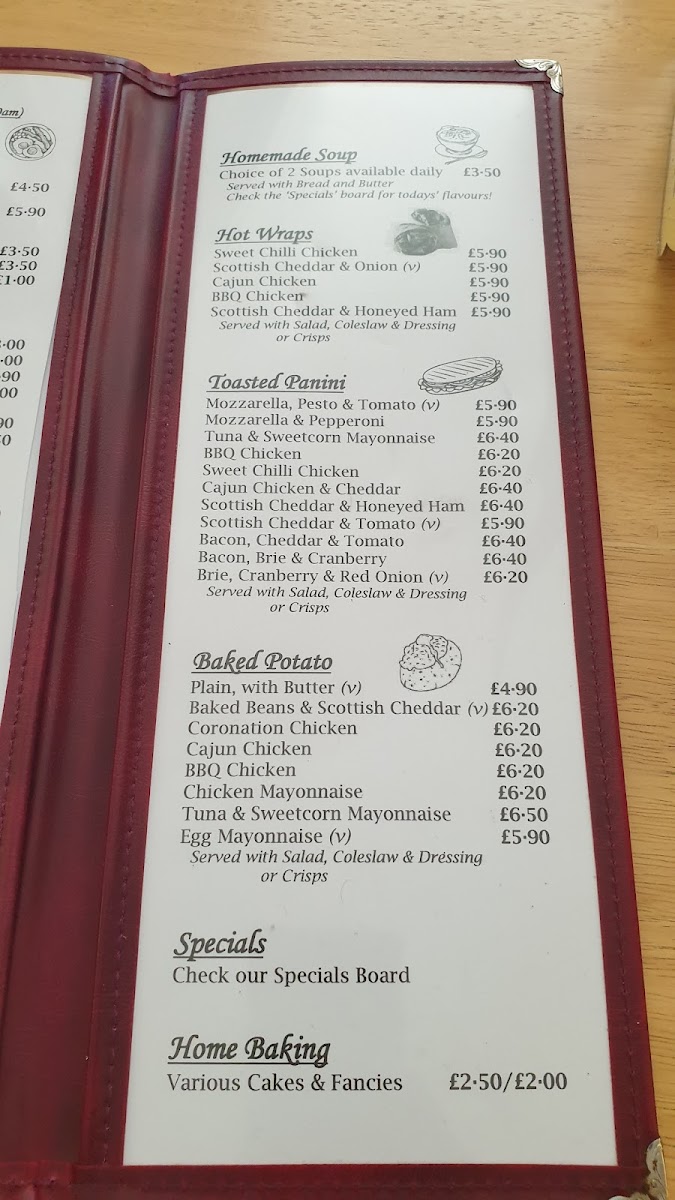 am)
£4·50
£5·90
£3·50
£3·50
£1·00
·00
·00
·90
00
90
Homemade Soup
Choice of 2 Soups available daily £3·50
Served with Bread and Butter
Check the 'Specials' board for todays' flavours!
Hot Wraps
Sweet Chilli Chicken £5·90
Scottish Cheddar & Onion (v) £5·90
Cajun Chicken £5·90
BBQ Chicken £5·90
Scottish Cheddar & Honeyed Ham £5·90
Served with Salad, Coleslaw & Dressing
or Crisps
Toasted Panini
Mozzarella, Pesto & Tomato (v) £5·90
Mozzarella & Pepperoni £5·90
Tuna & Sweetcorn Mayonnaise £6·40
BBQ Chicken £6·20
Sweet Chilli Chicken £6·20
Cajun Chicken & Cheddar £6·40
Scottish Cheddar & Honeyed Ham £6·40
Scottish Cheddar & Tomato (v) £5·90
Bacon, Cheddar & Tomato £6·40
Bacon, Brie & Cranberry £6·40
Brie, Cranberry & Red Onion (v) £6·20
Served with Salad, Coleslaw & Dressing
or Crisps
Baked Potato
Plain, with Butter (v) £4·90
Baked Beans & Scottish Cheddar (v) £6·20
Coronation Chicken £6·20
Cajun Chicken £6·20
BBQ Chicken £6·20
Chicken Mayonnaise £6·20
Tuna & Sweetcorn Mayonnaise £6·50
Egg Mayonnaise (v) £5·90
Served with Salad, Coleslaw & Dressing
or Crisps
Specials
Check our Specials Board
Home Baking
Various Cakes & Fancies £2·50/£2·00